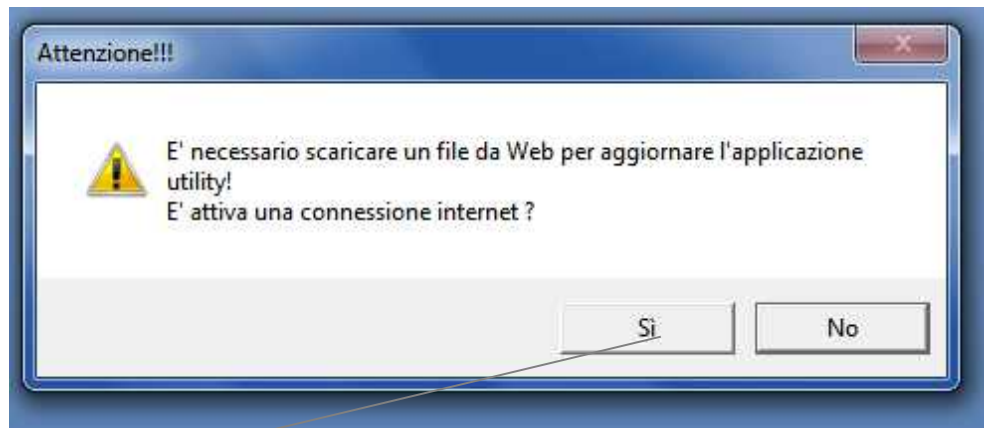 Attenzione!!!
E' necessario scaricare un file da Web per aggiornare l'applicazione
utility!
E' attiva una connessione internet ?
Sì
No